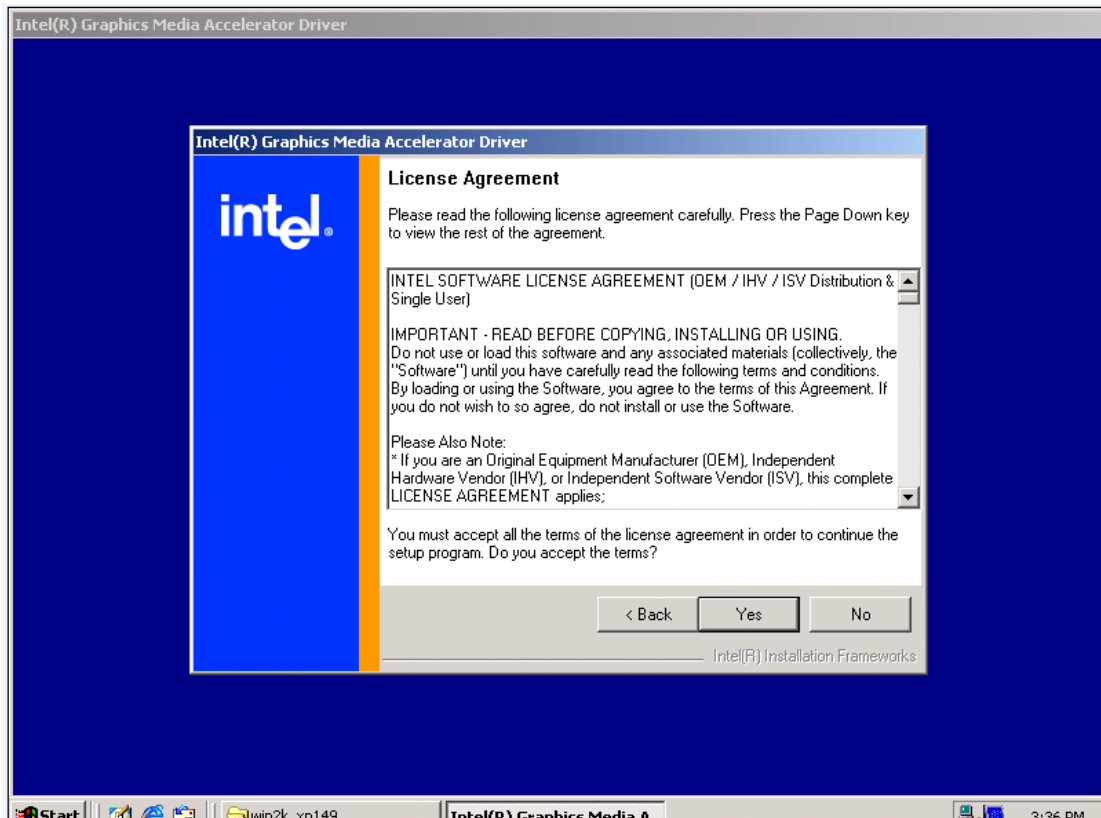 Intel(R) Graphics Media Accelerator Driver
Intel(R) Graphics Media Accelerator Driver
intel®
License Agreement
Please read the following license agreement carefully. Press the Page Down key
to view the rest of the agreement.
INTEL SOFTWARE LICENSE AGREEMENT (OEM / IHV / ISV Distribution &
Single User)
IMPORTANT - READ BEFORE COPYING, INSTALLING OR USING.
Do not use or load this software and any associated materials (collectively, the
"Software") until you have carefully read the following terms and conditions.
By loading or using the Software, you agree to the terms of this Agreement. If
you do not wish to so agree, do not install or use the Software.
Please Also Note:
* If you are an Original Equipment Manufacturer (OEM), Independent
Hardware Vendor (IHV), or Independent Software Vendor (ISV), this complete
LICENSE AGREEMENT applies;
You must accept all the terms of the license agreement in order to continue the
setup program. Do you accept the terms?
< Back Yes No
Intel(R) Installation Frameworks
Start win2k_xp149 Intel(R) Graphics Media A... 3:36 PM